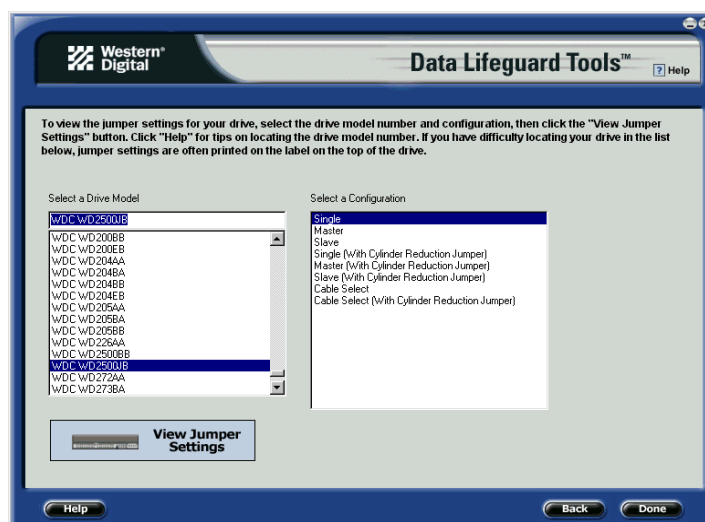 Western®
Digital
Data Lifeguard Tools™
? Help
To view the jumper settings for your drive, select the drive model number and configuration, then click the "View Jumper
Settings" button. Click "Help" for tips on locating the drive model number. If you have difficulty locating your drive in the list
below, jumper settings are often printed on the label on the top of the drive.
Select a Drive Model
WDC WD2500JB
WDC WD200BB
WDC WD200EB
WDC WD204AA
WDC WD204BA
WDC WD204BB
WDC WD204EB
WDC WD205AA
WDC WD205BA
WDC WD205BB
WDC WD226AA
WDC WD2500BB
WDC WD2500JB
WDC WD272AA
WDC WD273BA
Select a Configuration
Single
Master
Slave
Single (With Cylinder Reduction Jumper)
Master (With Cylinder Reduction Jumper)
Slave (With Cylinder Reduction Jumper)
Cable Select
Cable Select (With Cylinder Reduction Jumper)
View Jumper
Settings
Help
Back
Done